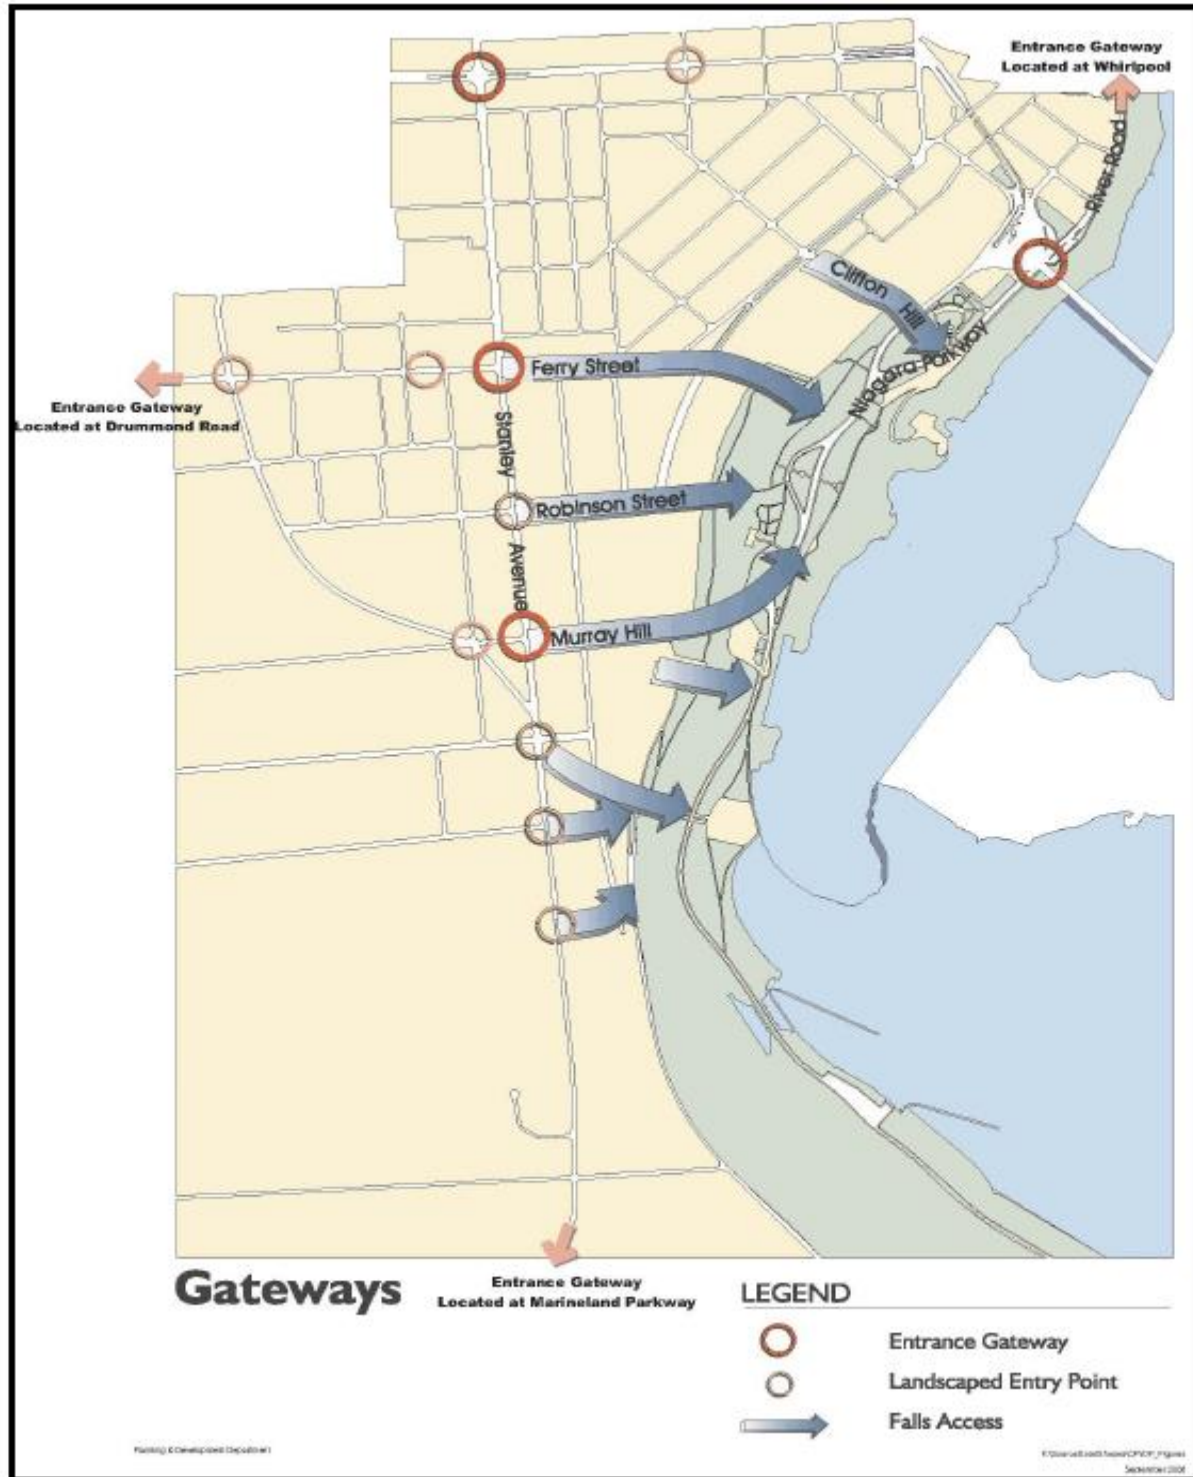 Entrance Gateway
Located at Whirlpool
River Road
Clifton Hill
Niagara Parkway
Ferry Street
Entrance Gateway
Located at Drummond Road
Stanley Avenue
Robinson Street
Murray Hill
Gateways
Entrance Gateway
Located at Marineland Parkway
LEGEND
Entrance Gateway
Landscaped Entry Point
Falls Access
Planning & Development Department